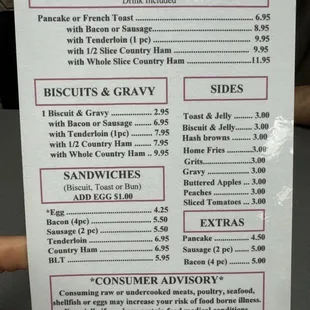 Drink Included
Pancake or French Toast 6.95
with Bacon or Sausage 8.95
with Tenderloin (1 pc) 9.95
with 1/2 Slice Country Ham 9.95
with Whole Slice Country Ham 11.95
BISCUITS & GRAVY
1 Biscuit & Gravy 2.95
with Bacon or Sausage 6.95
with Tenderloin (1pc) 7.95
with 1/2 Country Ham 7.95
with Whole Country Ham .. 9.95
SANDWICHES
(Biscuit, Toast or Bun)
ADD EGG $1.00
*Egg 4.25
Bacon (4pc) 5.50
Sausage (2 pc) 5.50
Tenderloin 6.95
Country Ham 6.95
BLT 5.95
SIDES
Toast & Jelly 3.00
Biscuit & Jelly 3.00
Hash browns 3.00
Home Fries 3.00
Grits 3.00
Gravy 3.00
Buttered Apples ... 3.00
Peaches 3.00
Sliced Tomatoes ... 3.00
EXTRAS
Pancake 4.50
Sausage (2 pc) 5.00
Bacon (4 pc) 5.00
*CONSUMER ADVISORY*
Consuming raw or undercooked meats, poultry, seafood,
shellfish or eggs may increase your risk of food borne illness.